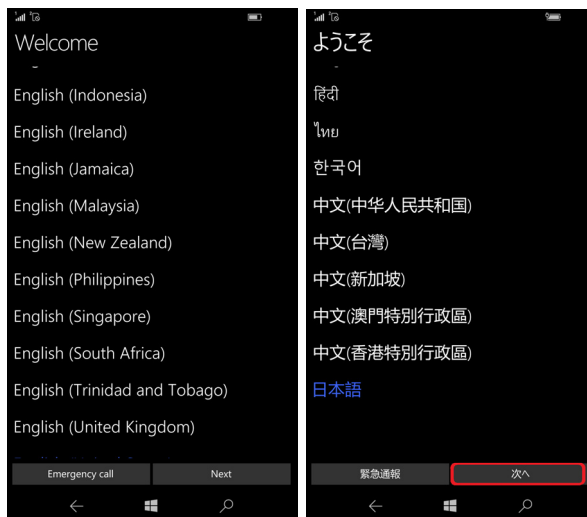 Welcome
English (Indonesia)
English (Ireland)
English (Jamaica)
English (Malaysia)
English (New Zealand)
English (Philippines)
English (Singapore)
English (South Africa)
English (Trinidad and Tobago)
English (United Kingdom)
Emergency call
Next
ようこそ
हिंदी
ไทย
한국어
中文(中华人民共和国)
中文(台灣)
中文(新加坡)
中文(澳門特別行政區)
中文(香港特別行政區)
日本語
緊急通報
次へ